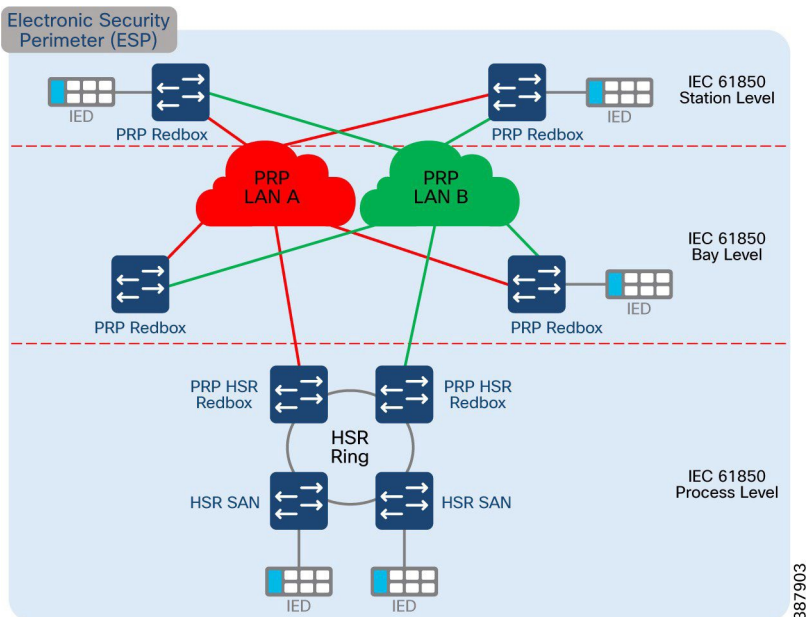 Electronic Security
Perimeter (ESP)
IED
PRP Redbox
PRP Redbox
IED
IEC 61850
Station Level
PRP
LAN A
PRP
LAN B
IEC 61850
Bay Level
PRP Redbox
PRP Redbox
IED
PRP HSR
Redbox
PRP HSR
Redbox
HSR
Ring
HSR SAN
HSR SAN
IEC 61850
Process Level
IED
IED
387903